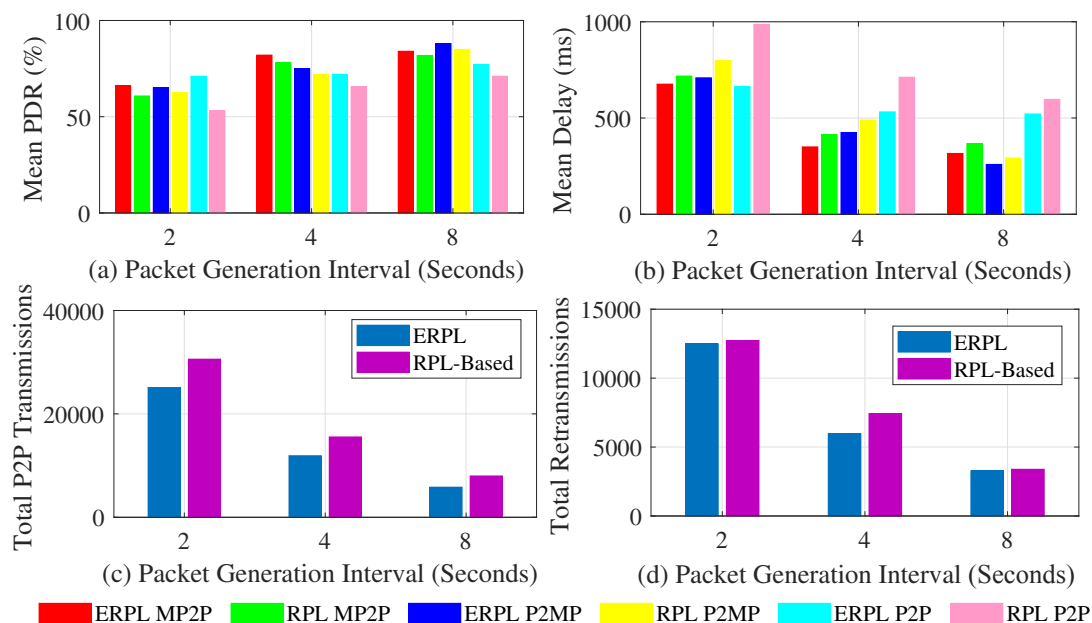 Mean PDR (%)
100
50
0
2 4 8
(a) Packet Generation Interval (Seconds)
Mean Delay (ms)
1000
500
0
2 4 8
(b) Packet Generation Interval (Seconds)
Total P2P Transmissions
40000
20000
0
ERPL
RPL-Based
2 4 8
(c) Packet Generation Interval (Seconds)
Total Retransmissions
15000
10000
5000
0
ERPL
RPL-Based
2 4 8
(d) Packet Generation Interval (Seconds)
ERPL MP2P RPL MP2P ERPL P2MP RPL P2MP ERPL P2P RPL P2P